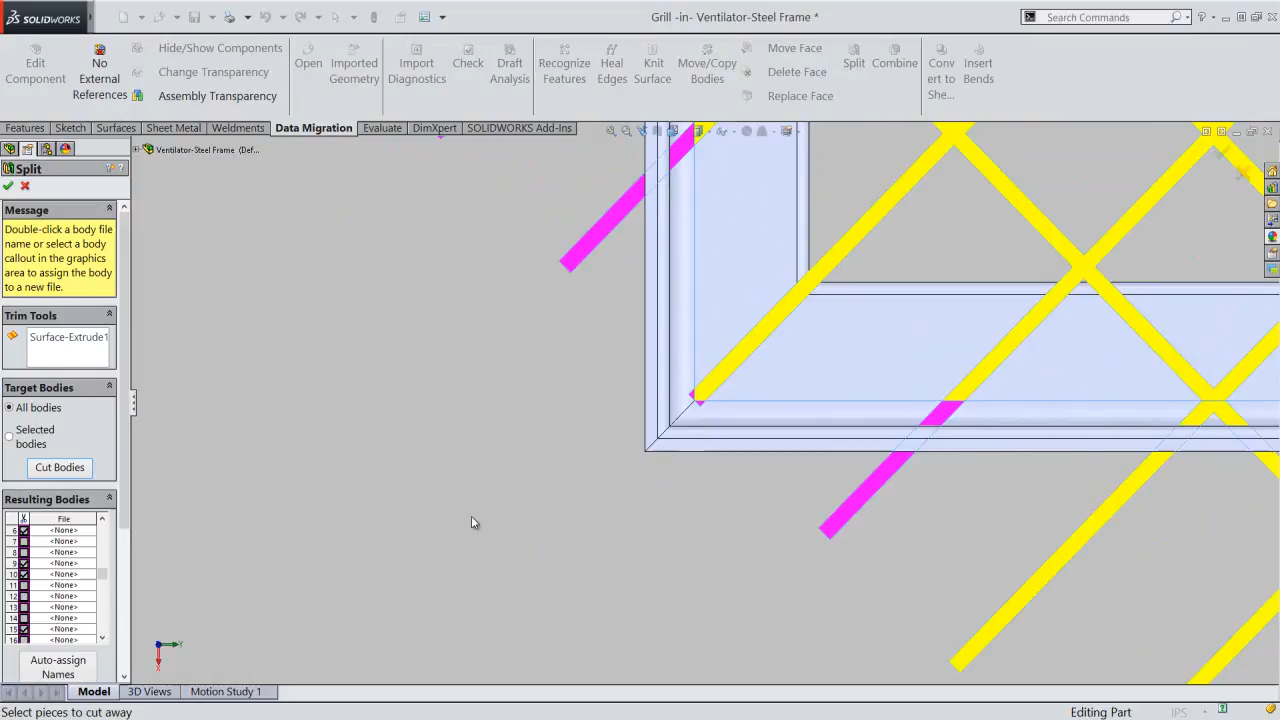 SOLIDWORKS
Grill -in- Ventilator-Steel Frame *
Search Commands
Edit Component
No External References
Hide/Show Components
Change Transparency
Assembly Transparency
Open
Imported Geometry
Import Diagnostics
Check
Draft Analysis
Recognize Features
Heal Edges
Knit Surface
Move/Copy Bodies
Move Face
Delete Face
Replace Face
Split
Combine
Conv ert to She...
Insert Bends
Features
Sketch
Surfaces
Sheet Metal
Weldments
Data Migration
Evaluate
DimXpert
SOLIDWORKS Add-Ins
Ventilator-Steel Frame (Def...
Split
Message
Double-click a body file
name or select a body
callout in the graphics
area to assign the body
to a new file.
Trim Tools
Surface-Extrude1
Target Bodies
All bodies
Selected
bodies
Cut Bodies
Resulting Bodies
File
6 <None>
7 <None>
8 <None>
9 <None>
10 <None>
11 <None>
12 <None>
13 <None>
14 <None>
15 <None>
16 <None>
Auto-assign
Names
Y
X
Model
3D Views
Motion Study 1
Select pieces to cut away
Editing Part
IPS